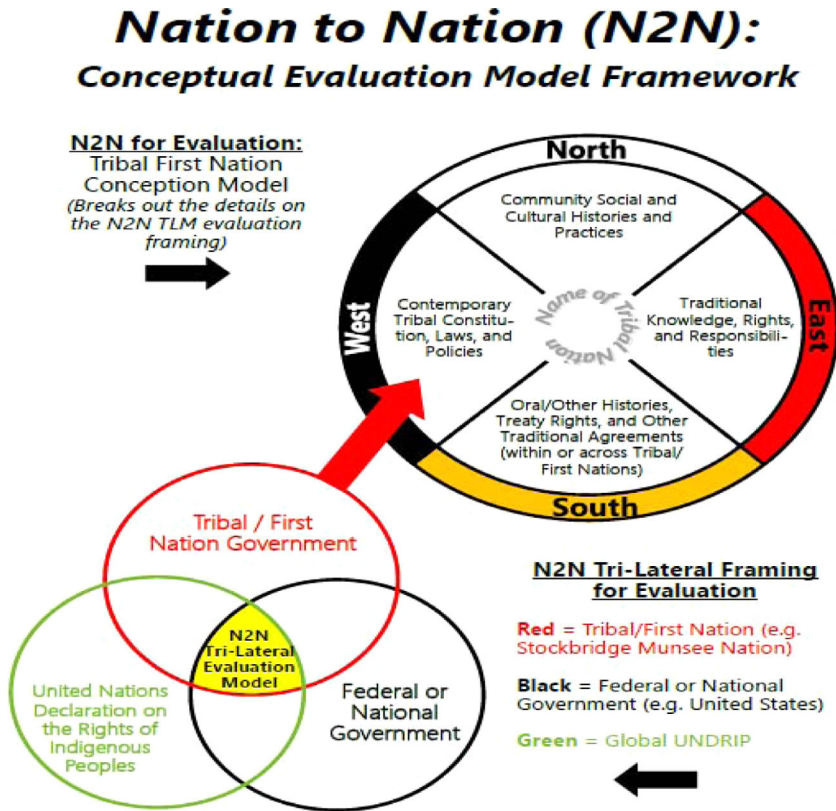 Nation to Nation (N2N):
Conceptual Evaluation Model Framework
N2N for Evaluation:
Tribal First Nation
Conception Model
(Breaks out the details on
the N2N TLM evaluation
framing)
North
Community Social and
Cultural Histories and
Practices
West
Contemporary
Tribal Constitu-
tion, Laws, and
Policies
Name of Tribal Nation
Traditional
Knowledge, Rights,
and Responsibili-
ties
East
Oral/Other Histories,
Treaty Rights, and Other
Traditional Agreements
(within or across Tribal/
First Nations)
South
Tribal / First
Nation Government
N2N
Tri-Lateral
Evaluation
Model
United Nations
Declaration on
the Rights of
Indigenous
Peoples
Federal or
National
Government
N2N Tri-Lateral Framing
for Evaluation
Red = Tribal/First Nation (e.g.
Stockbridge Munsee Nation)
Black = Federal or National
Government (e.g. United States)
Green = Global UNDRIP